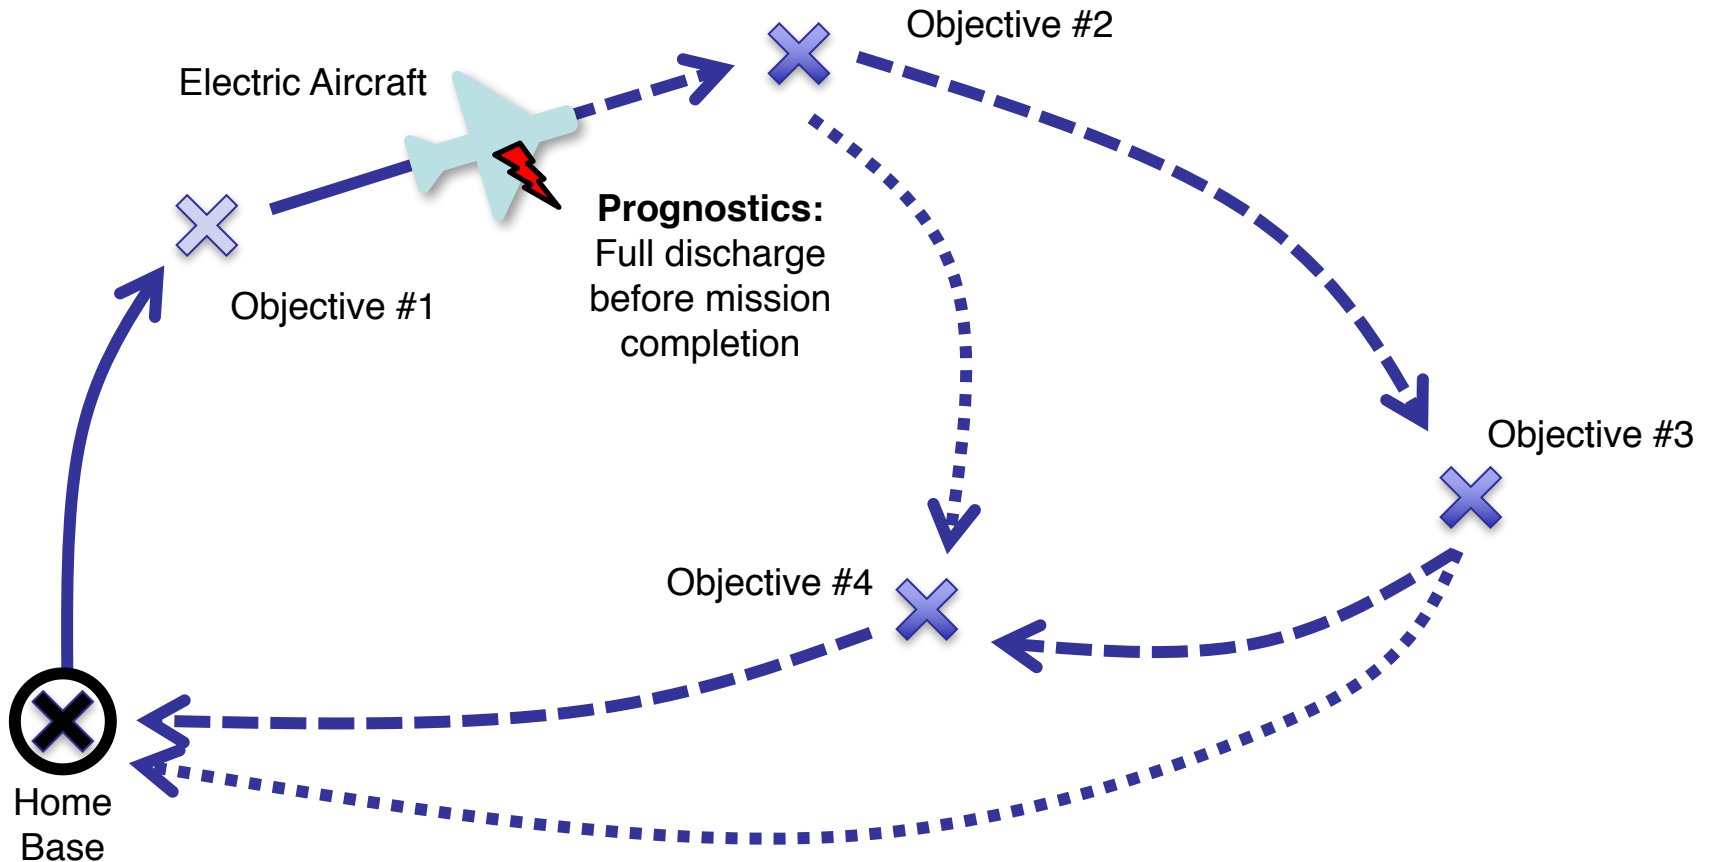 Objective #2
Electric Aircraft
Prognostics:
Full discharge
before mission
completion
Objective #1
Objective #3
Objective #4
Home
Base